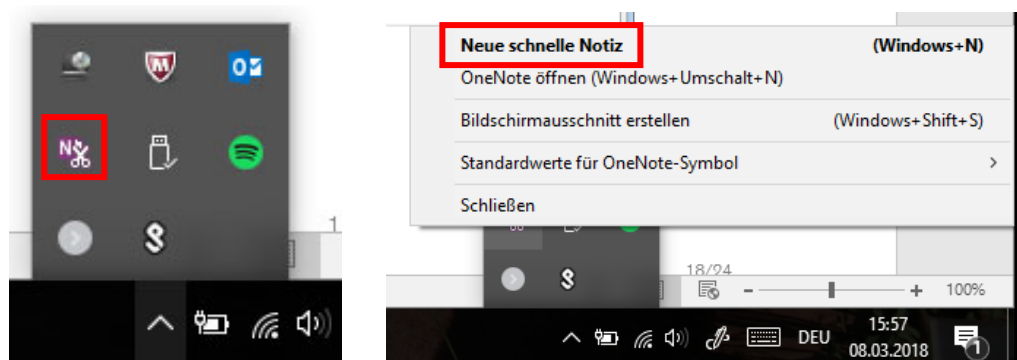 1
Neue schnelle Notiz (Windows+N)
OneNote öffnen (Windows+Umschalt+N)
Bildschirmausschnitt erstellen (Windows+Shift+S)
Standardwerte für OneNote-Symbol
Schließen
18/24
100%
DEU
15:57
08.03.2018
1